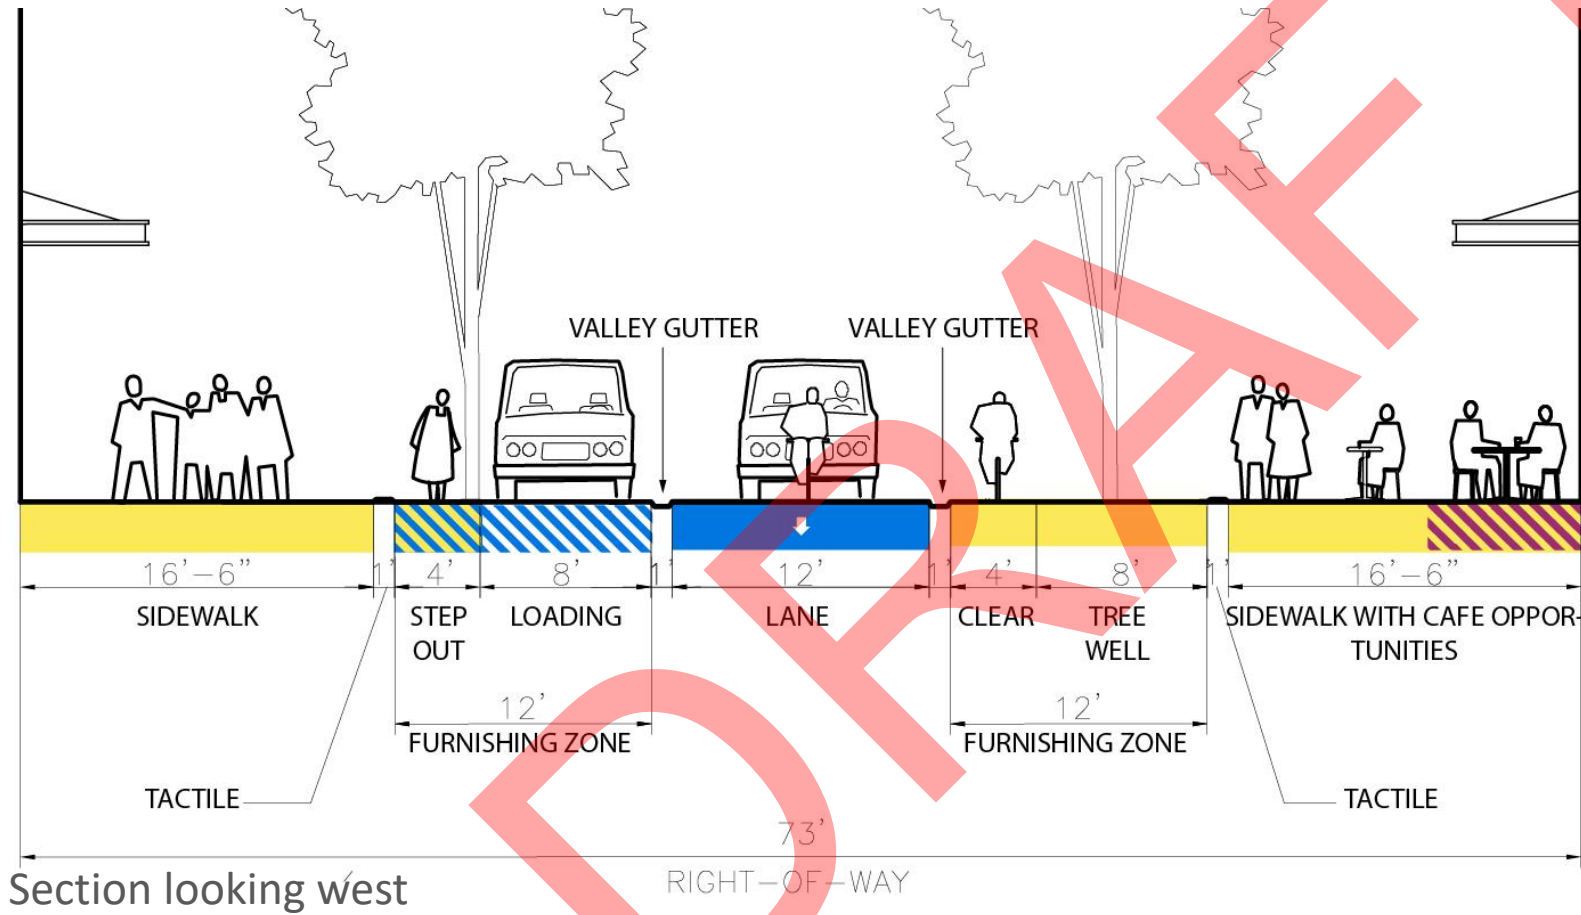 VALLEY GUTTER
VALLEY GUTTER
16'-6"
1'
4'
8'
1'
12'
1'
4'
8'
1'
16'-6"
SIDEWALK
STEP
OUT
LOADING
LANE
CLEAR
TREE
WELL
SIDEWALK WITH CAFE OPPOR-
TUNITIES
12'
FURNISHING ZONE
12'
FURNISHING ZONE
TACTILE
TACTILE
73'
RIGHT-OF-WAY
Section looking west
DRAFT